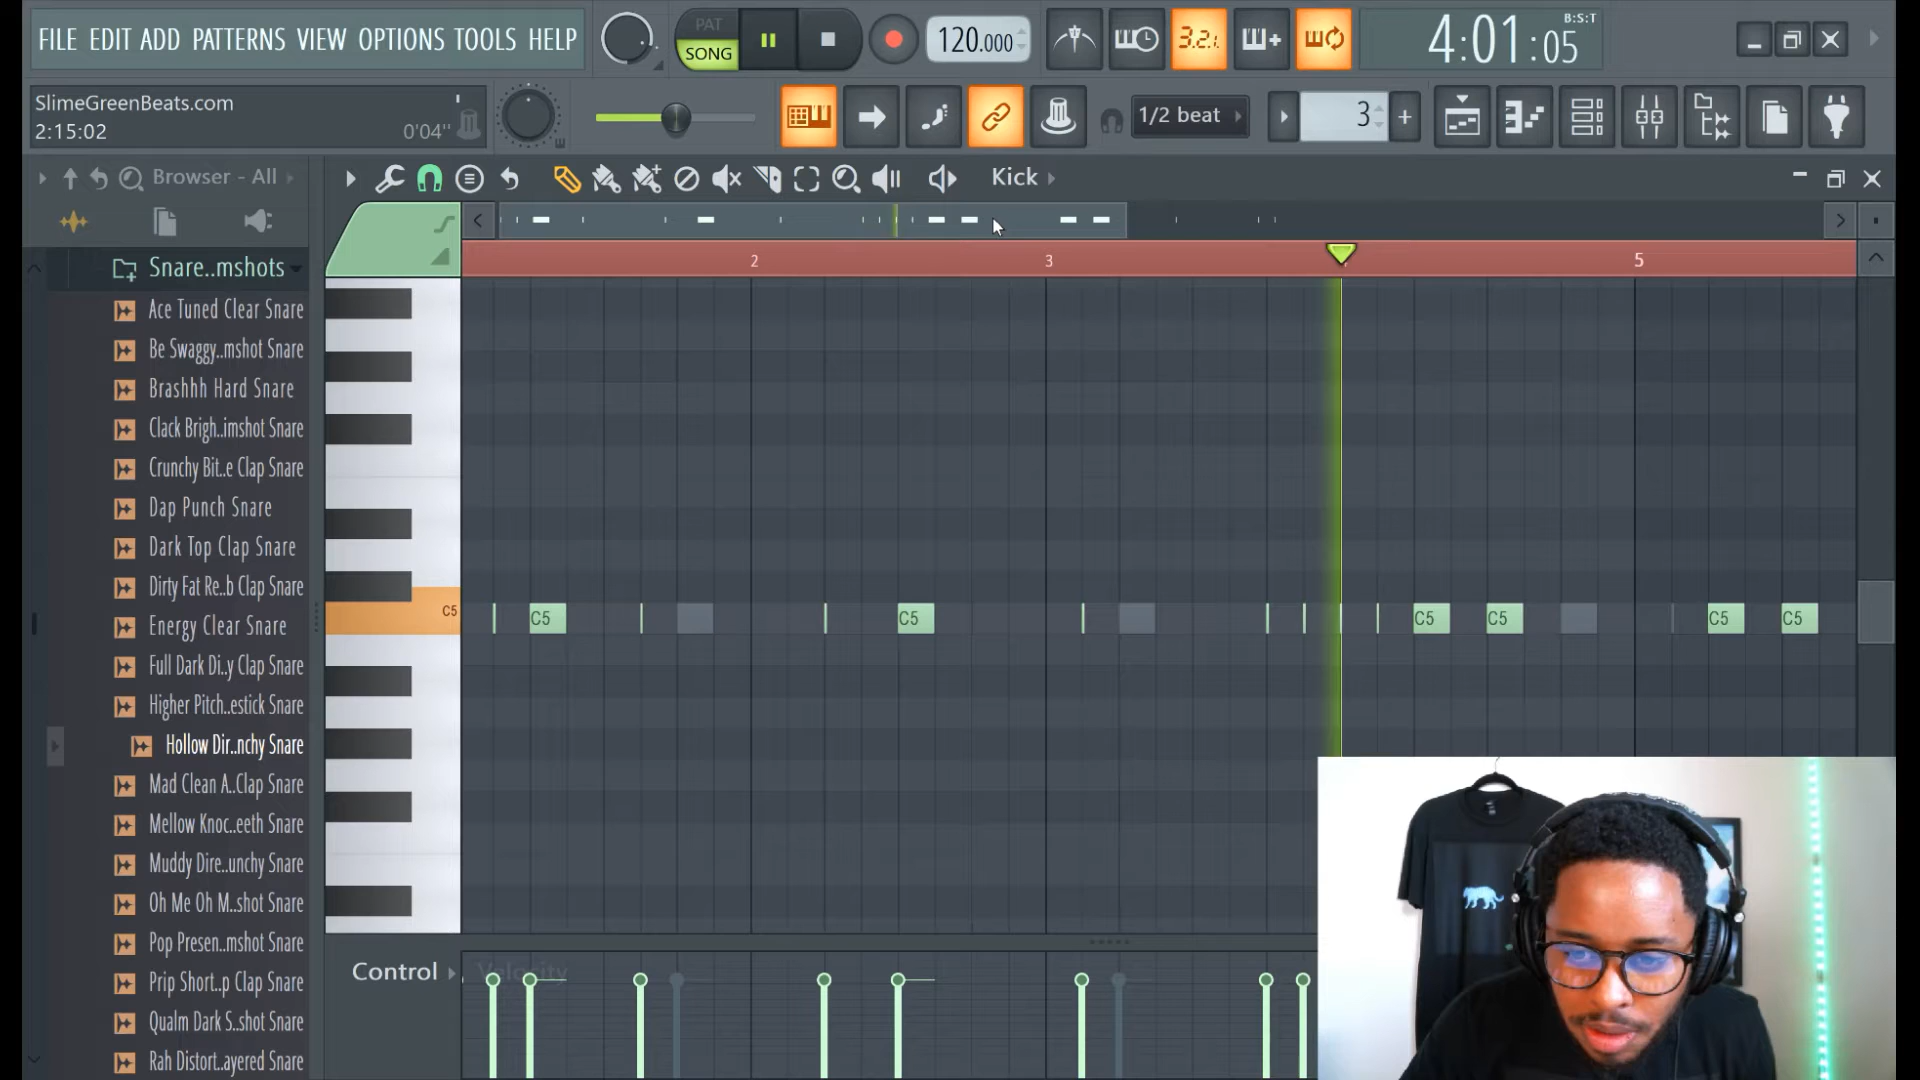 FILE EDIT ADD PATTERNS VIEW OPTIONS TOOLS HELP
PAT
SONG
120.000
3.2.1
B:S:T
4:01:05
SlimeGreenBeats.com
2:15:02
0'04"
1/2 beat
3
Browser - All
Kick
Snare..mshots
2
3
5
Ace Tuned Clear Snare
Be Swaggy..mshot Snare
Brashhh Hard Snare
Clack Brigh..imshot Snare
Crunchy Bit..e Clap Snare
Dap Punch Snare
Dark Top Clap Snare
Dirty Fat Re..b Clap Snare
Energy Clear Snare
Full Dark Di..y Clap Snare
Higher Pitch..estick Snare
Hollow Dir..nchy Snare
Mad Clean A..Clap Snare
Mellow Knoc..eeth Snare
Muddy Dire..unchy Snare
Oh Me Oh M..shot Snare
Pop Presen..mshot Snare
Prip Short..p Clap Snare
Qualm Dark S..shot Snare
Rah Distort..ayered Snare
C5
C5 C5 C5 C5 C5 C5
Control
Velocity